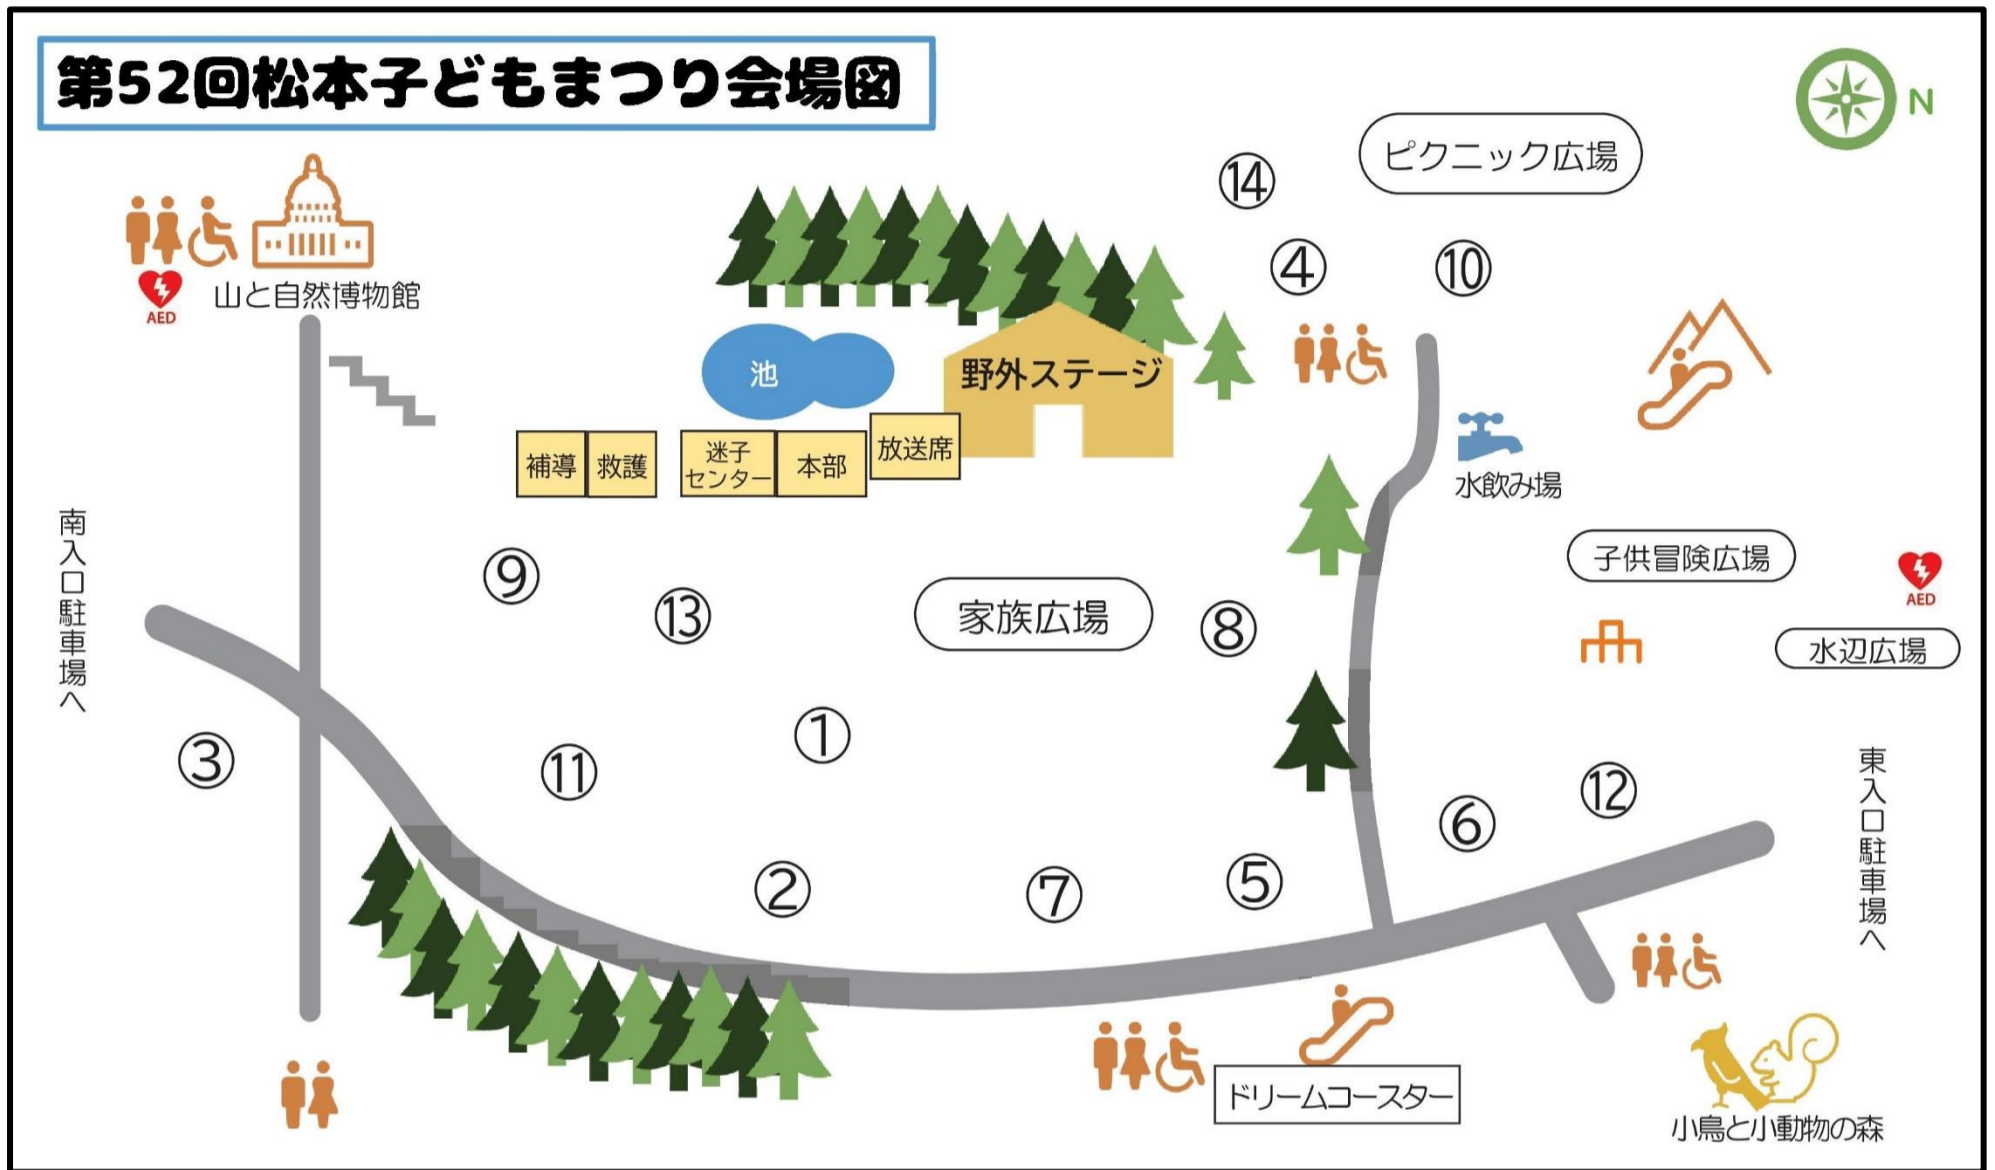 第52回松本子どもまつり会場図
N
ピクニック広場
⑭
④
⑩
AED
山と自然博物館
池
野外ステージ
補導
救護
迷子
センター
本部
放送席
水飲み場
南入口駐車場へ
⑨
⑬
家族広場
⑧
子供冒険広場
AED
水辺広場
③
⑪
①
⑥
⑫
東入口駐車場へ
②
⑦
⑤
ドリームコースター
小鳥と小動物の森